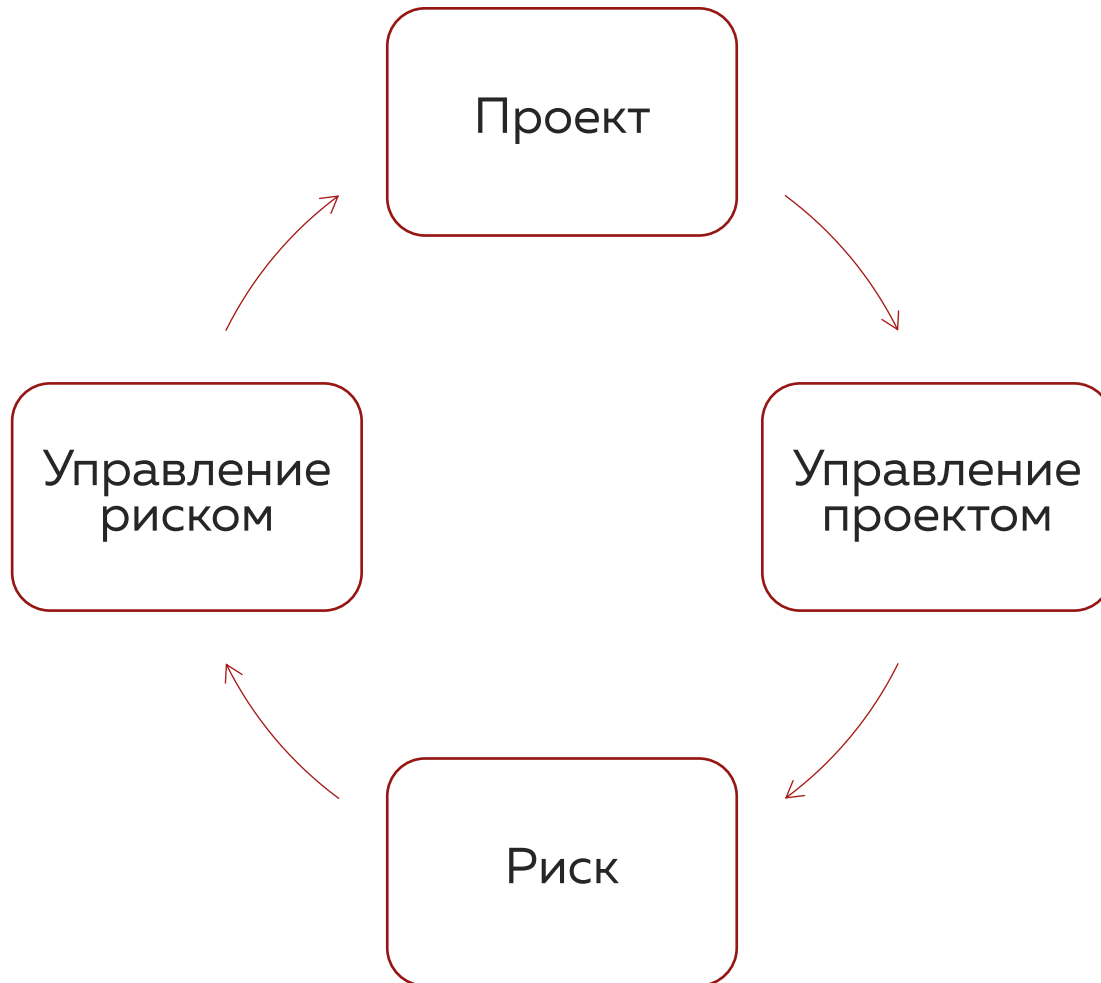 Проект
Управление
риском
Управление
проектом
Риск